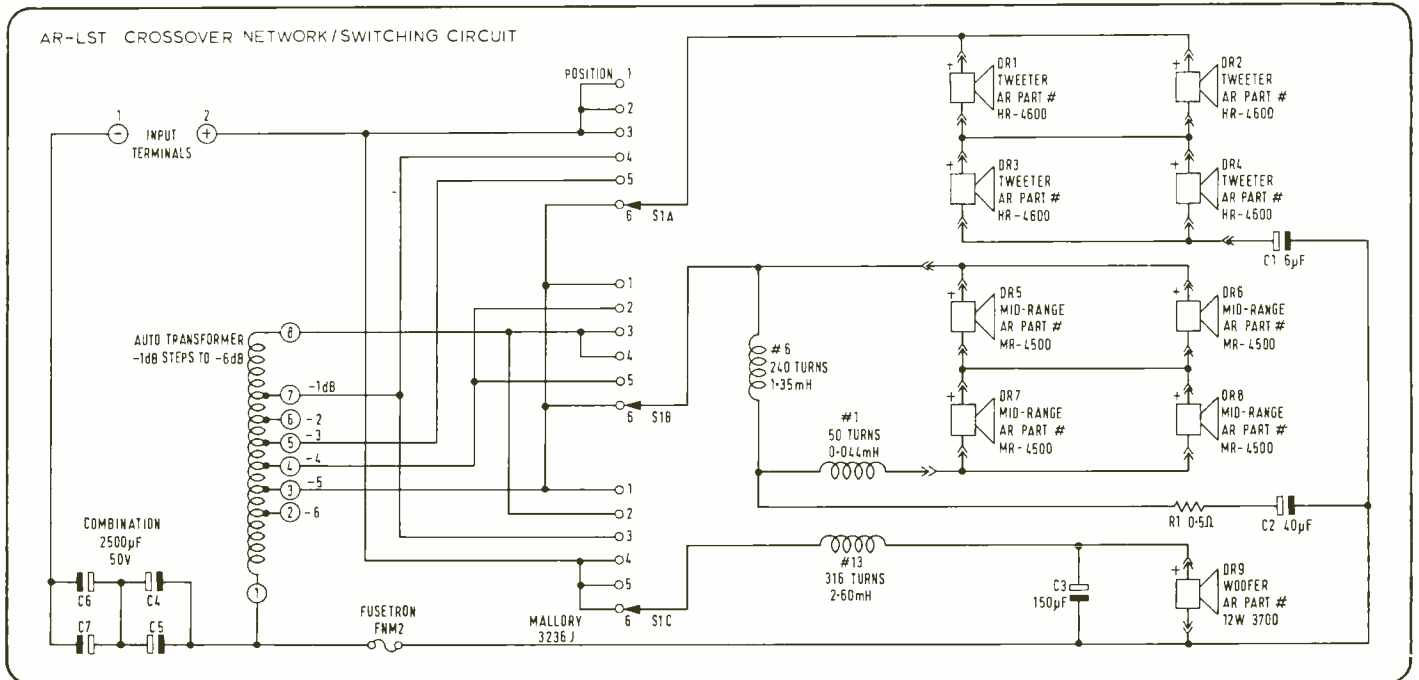 AR-LST CROSSOVER NETWORK/SWITCHING CIRCUIT
1
2
−
INPUT
TERMINALS
+
POSITION
1
2
3
4
5
6
S1A
1
2
3
4
5
6
S1B
1
2
3
4
5
6
S1C
MALLORY
3236J
AUTO TRANSFORMER
-1dB STEPS TO -6dB
8
7
-1dB
6
-2
5
-3
4
-4
3
-5
2
-6
1
COMBINATION
2500µF
50V
C6
C4
C7
C5
FUSETRON
FNM2
+
DR1
TWEETER
AR PART #
HR-4600
+
DR2
TWEETER
AR PART #
HR-4600
+
DR3
TWEETER
AR PART #
HR-4600
+
DR4
TWEETER
AR PART #
HR-4600
C1 6µF
+
DR5
MID-RANGE
AR PART #
MR-4500
+
DR6
MID-RANGE
AR PART #
MR-4500
+
DR7
MID-RANGE
AR PART #
MR-4500
+
DR8
MID-RANGE
AR PART #
MR-4500
#6
240 TURNS
1·35mH
#1
50 TURNS
0·044mH
R1 0·5Ω
C2 40µF
#13
316 TURNS
2·60mH
C3
150µF
+
DR9
WOOFER
AR PART #
12W 3700